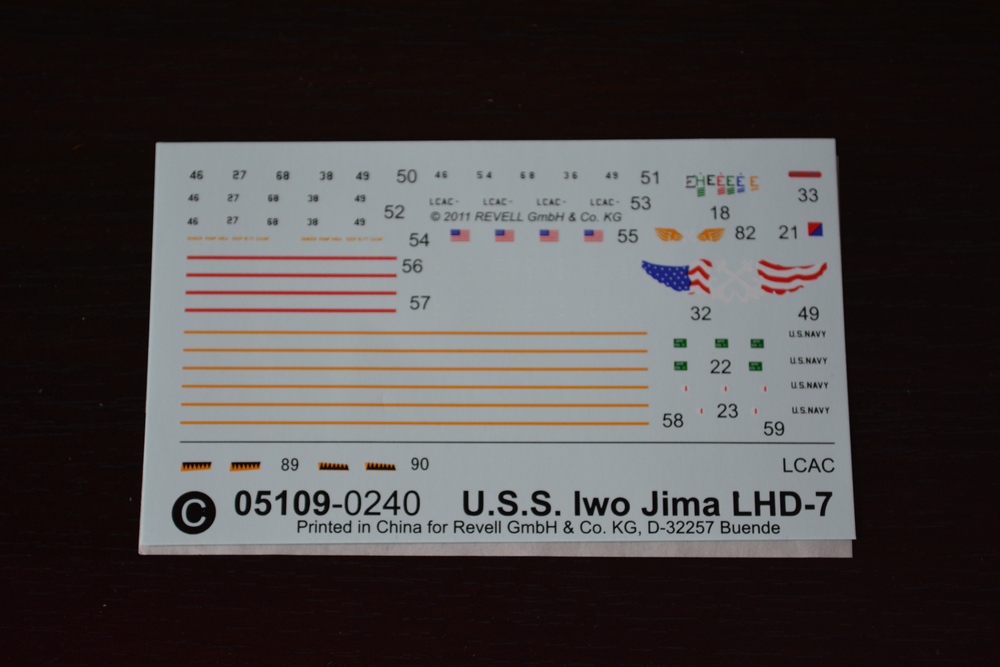 46 27 68 38 49 50 46 54 68 36 49 51
33
46 27 68 38 49 52 LCAC- LCAC- LCAC- LCAC- 53
18
© 2011 REVELL GmbH & Co. KG
46 27 68 38 49
54 55 82 21
56
57
32 49
U.S.NAVY
22 U.S.NAVY
U.S.NAVY
58 23 U.S.NAVY
59
89 90 LCAC
C 05109-0240 U.S.S. Iwo Jima LHD-7
Printed in China for Revell GmbH & Co. KG, D-32257 Buende